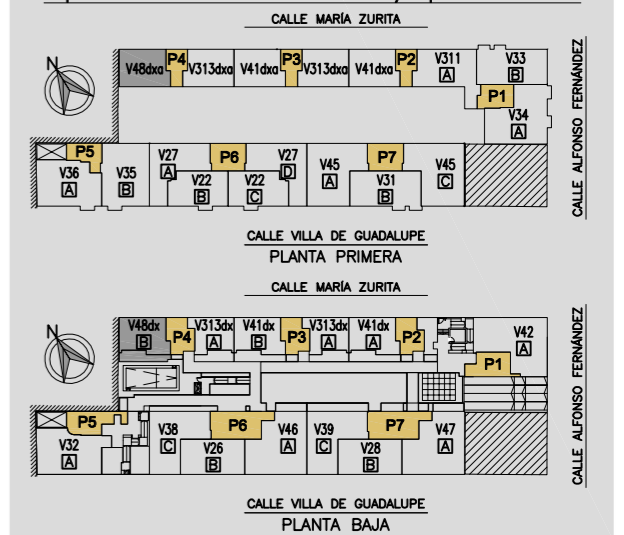 CALLE MARÍA ZURITA
V48dxa P4 V313dxa V41dxa P3 V313dxa V41dxa P2 V311 A V33 B
P1
V34 A
CALLE ALFONSO FERNÁNDEZ
N
P5 V36 A V35 B V27 A P6 V27 D V45 A P7 V45 C
V22 B V22 C V31 B
CALLE VILLA DE GUADALUPE
PLANTA PRIMERA
CALLE MARÍA ZURITA
V48dx B P4 V313dx A V41dx B P3 V313dx A V41dx A P2 V42 A
P1
CALLE ALFONSO FERNÁNDEZ
N
P5 V32 A V38 C P6 V46 A V39 C P7 V47 A
V26 B V28 B
CALLE VILLA DE GUADALUPE
PLANTA BAJA